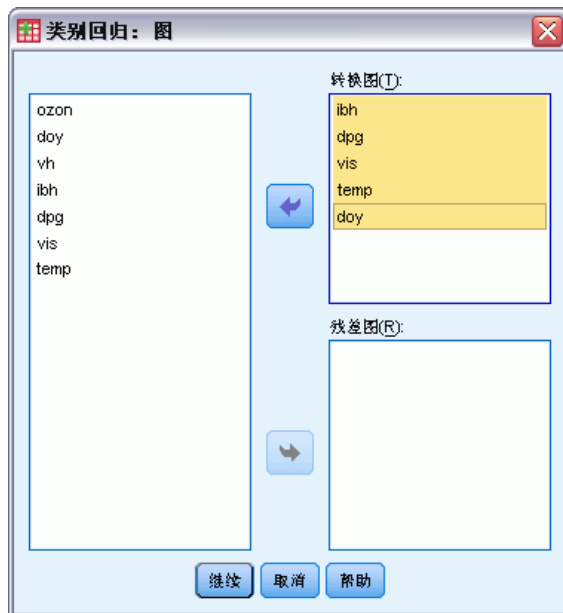 类别回归：图
转换图(T):
ozon
doy
vh
ibh
dpg
vis
temp
ibh
dpg
vis
temp
doy
残差图(R):
继续
取消
帮助